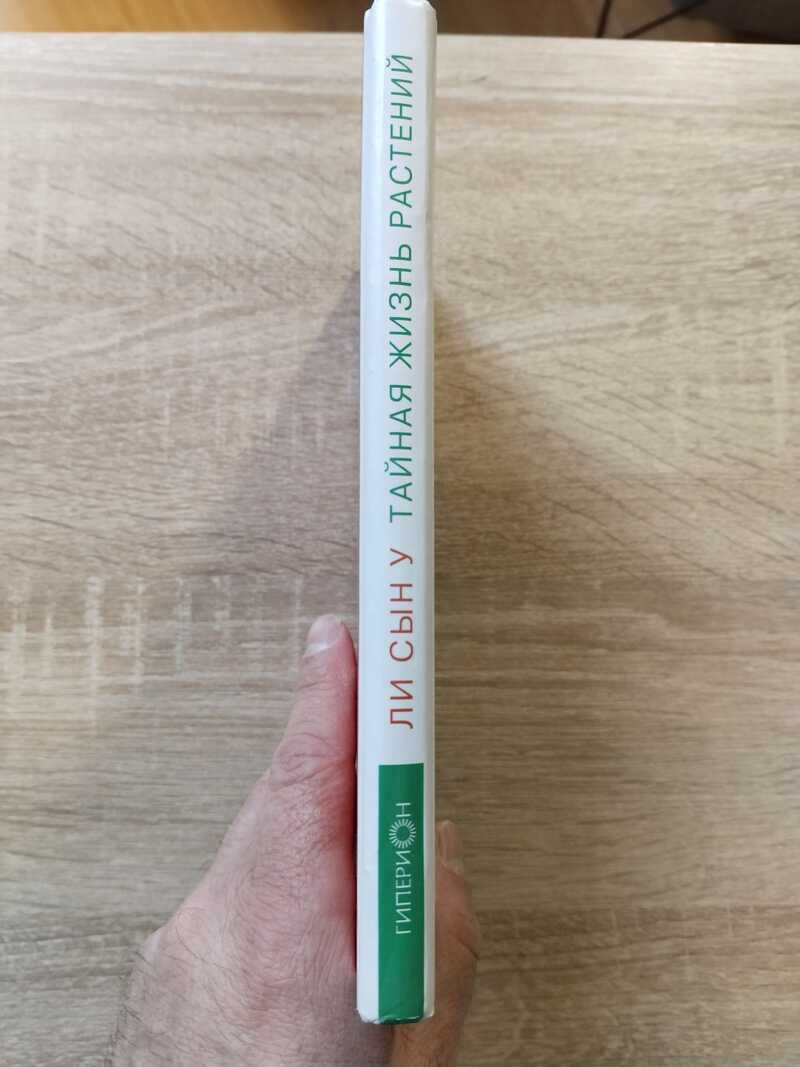 ЛИ СЫН У ТАЙНАЯ ЖИЗНЬ РАСТЕНИЙ
ГИПЕРИОН